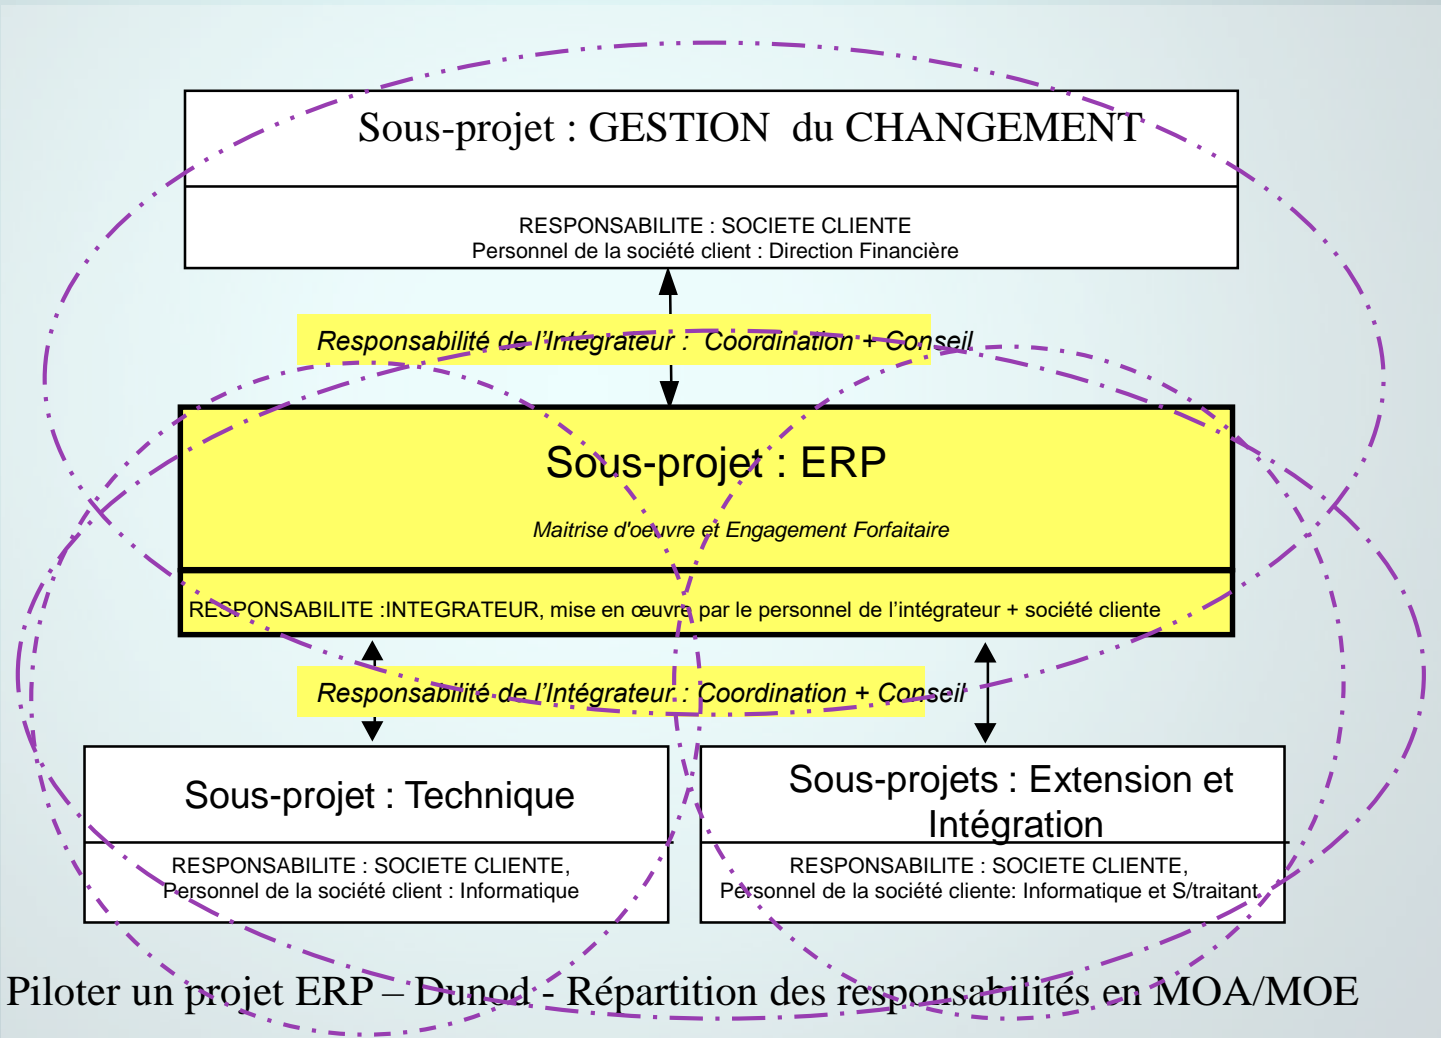 Sous-projet : GESTION du CHANGEMENT
RESPONSABILITE : SOCIETE CLIENTE
Personnel de la société client : Direction Financière
Responsabilité de l'Intégrateur : Coordination + Conseil
Sous-projet : ERP
Maitrise d'oeuvre et Engagement Forfaitaire
RESPONSABILITE :INTEGRATEUR, mise en œuvre par le personnel de l'intégrateur + société cliente
Responsabilité de l'Intégrateur : Coordination + Conseil
Sous-projet : Technique
RESPONSABILITE : SOCIETE CLIENTE,
Personnel de la société client : Informatique
Sous-projets : Extension et
Intégration
RESPONSABILITE : SOCIETE CLIENTE,
Personnel de la société cliente: Informatique et S/traitant
Piloter un projet ERP – Dunod - Répartition des responsabilités en MOA/MOE